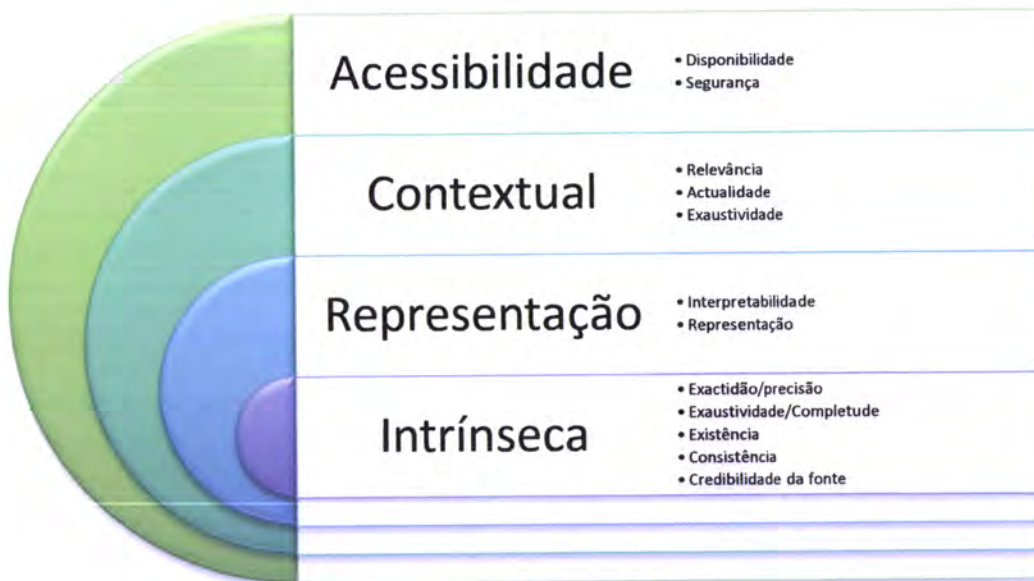 Acessibilidade
• Disponibilidade
• Segurança
Contextual
• Relevância
• Actualidade
• Exaustividade
Representação
• Interpretabilidade
• Representação
Intrínseca
• Exactidão/precisão
• Exaustividade/Completude
• Existência
• Consistência
• Credibilidade da fonte